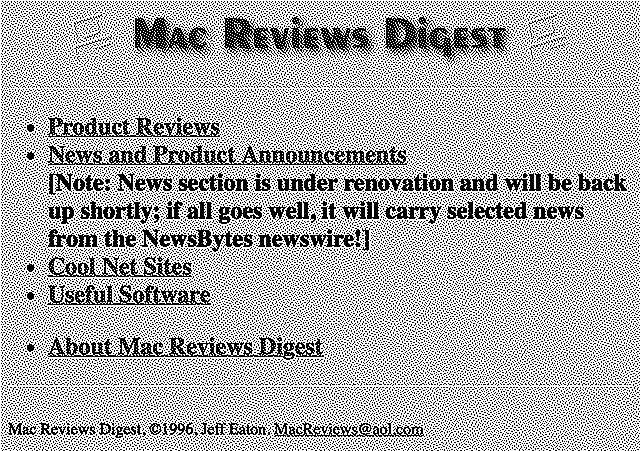 Mac Reviews Digest
Product Reviews
News and Product Announcements
[Note: News section is under renovation and will be back
up shortly; if all goes well, it will carry selected news
from the NewsBytes newswire!]
Cool Net Sites
Useful Software
About Mac Reviews Digest
Mac Reviews Digest, ©1996, Jeff Eaton, MacReviews@aol.com